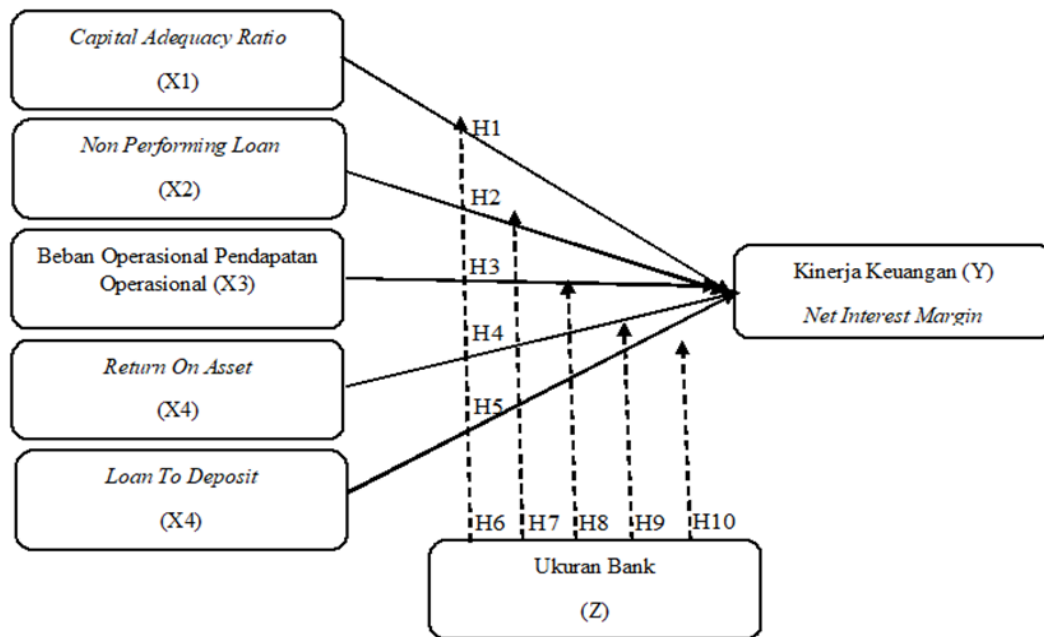 Capital Adequacy Ratio
(X1)
Non Performing Loan
(X2)
Beban Operasional Pendapatan
Operasional (X3)
Return On Asset
(X4)
Loan To Deposit
(X4)
H1
H2
H3
H4
H5
Kinerja Keuangan (Y)
Net Interest Margin
H6
H7
H8
H9
H10
Ukuran Bank
(Z)